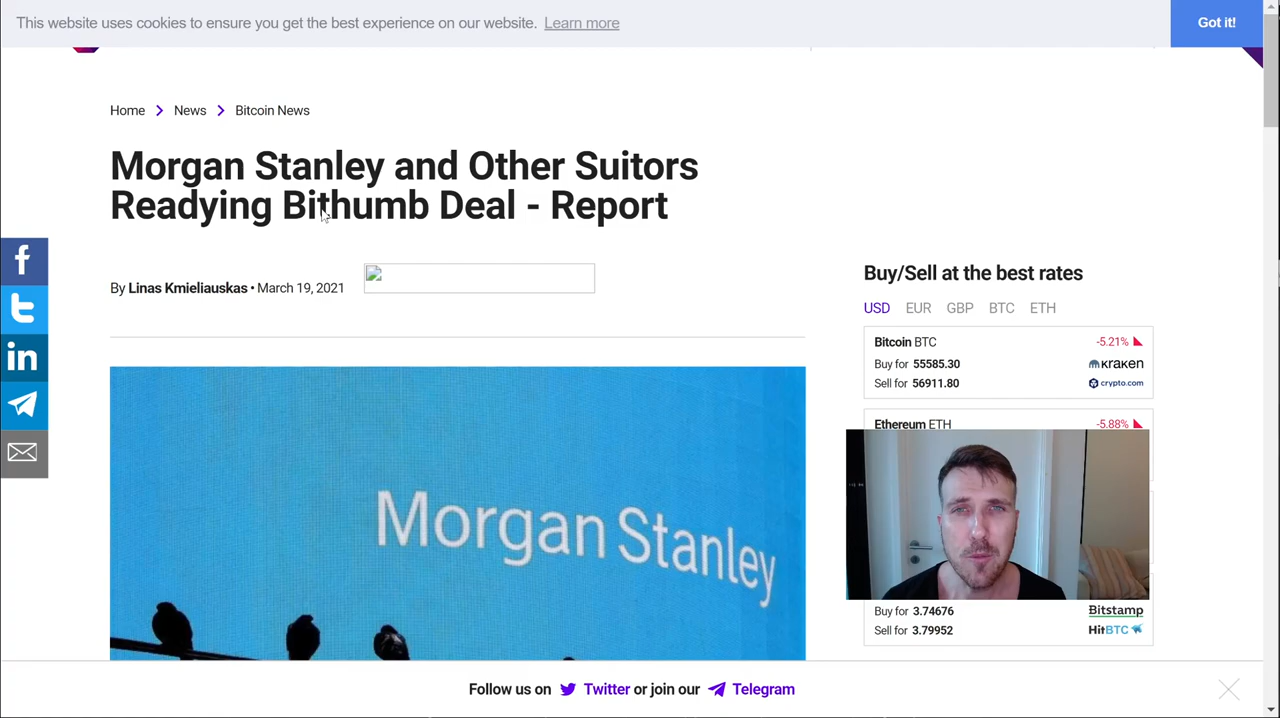 This website uses cookies to ensure you get the best experience on our website. Learn more
Got it!
Home
News
Bitcoin News
Morgan Stanley and Other Suitors
Readying Bithumb Deal - Report
By Linas Kmieliauskas • March 19, 2021
Morgan Stanley
Buy/Sell at the best rates
USD EUR GBP BTC ETH
Bitcoin BTC
-5.21%
Buy for 55585.30
KRAKEN
Sell for 56911.80
crypto.com
Ethereum ETH
-5.88%
Buy for 3.74676
Bitstamp
Sell for 3.79952
HitBTC
Follow us on Twitter or join our Telegram